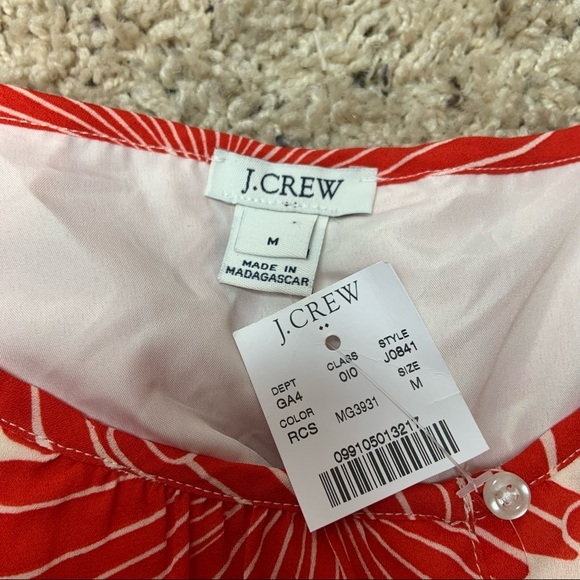 J.CREW
M
MADE IN
MADAGASCAR
J.CREW
DEPT CLASS STYLE
GA4 010 J0841
COLOR SIZE
RCS MG3931 M
099105013217